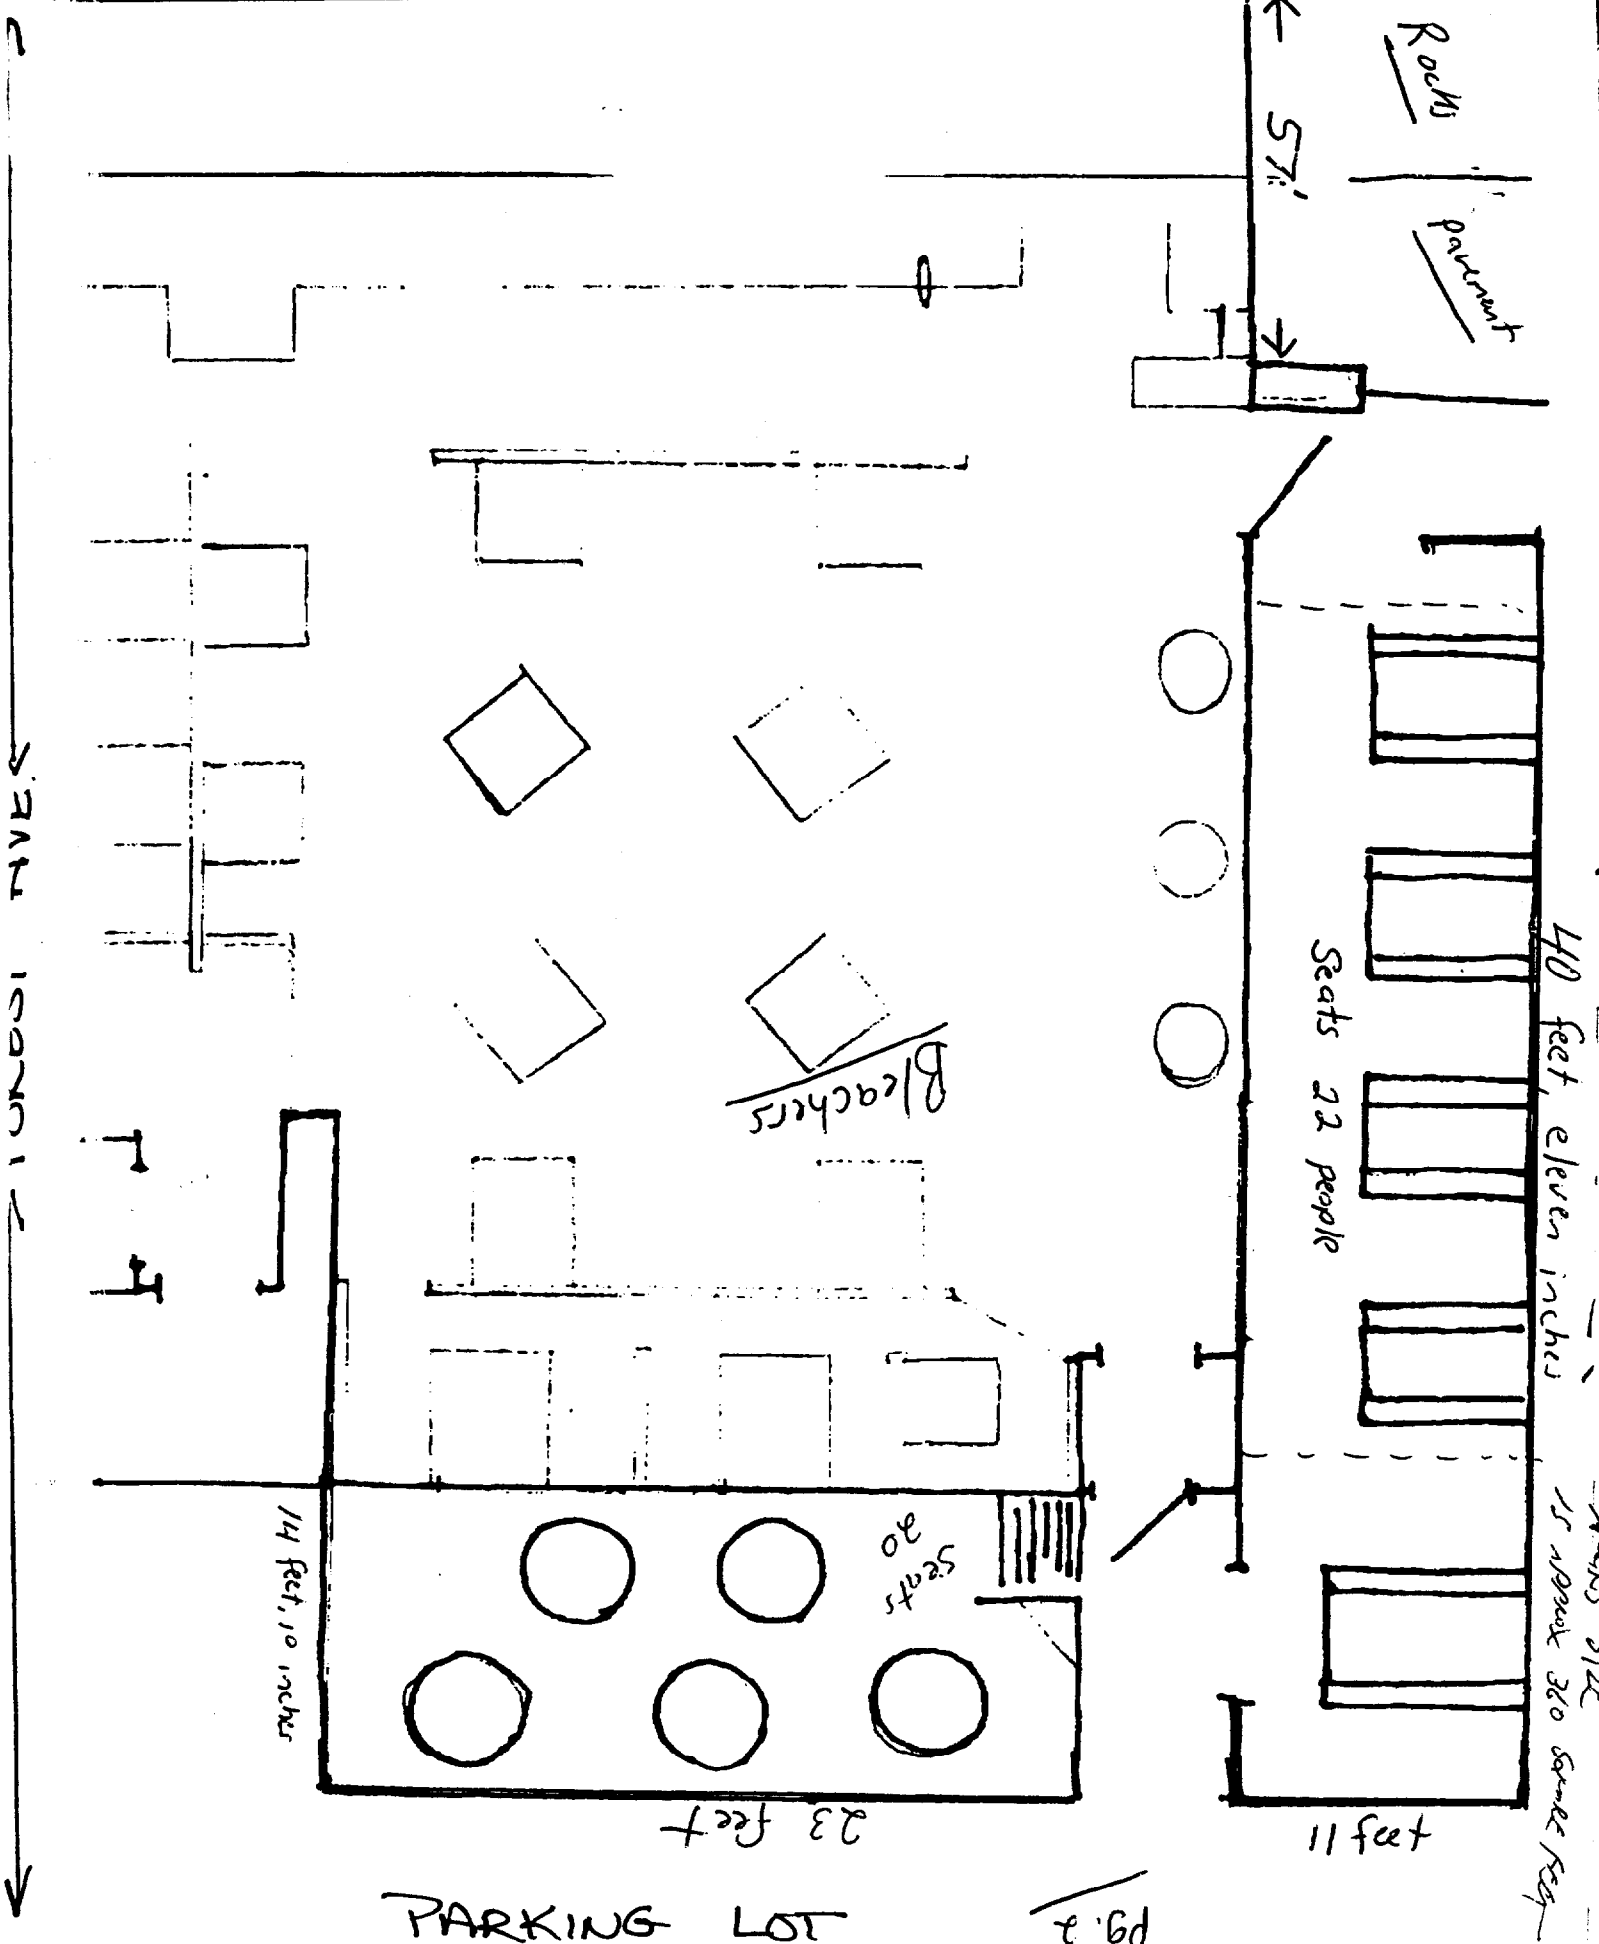 Rocks
57'
pavement
40 feet, eleven inches
Seats 22 people
Bleachers
is approx 360 square feet
seats
20
14 feet, 10 inches
23 feet
11 feet
PARKING LOT
pg. 2